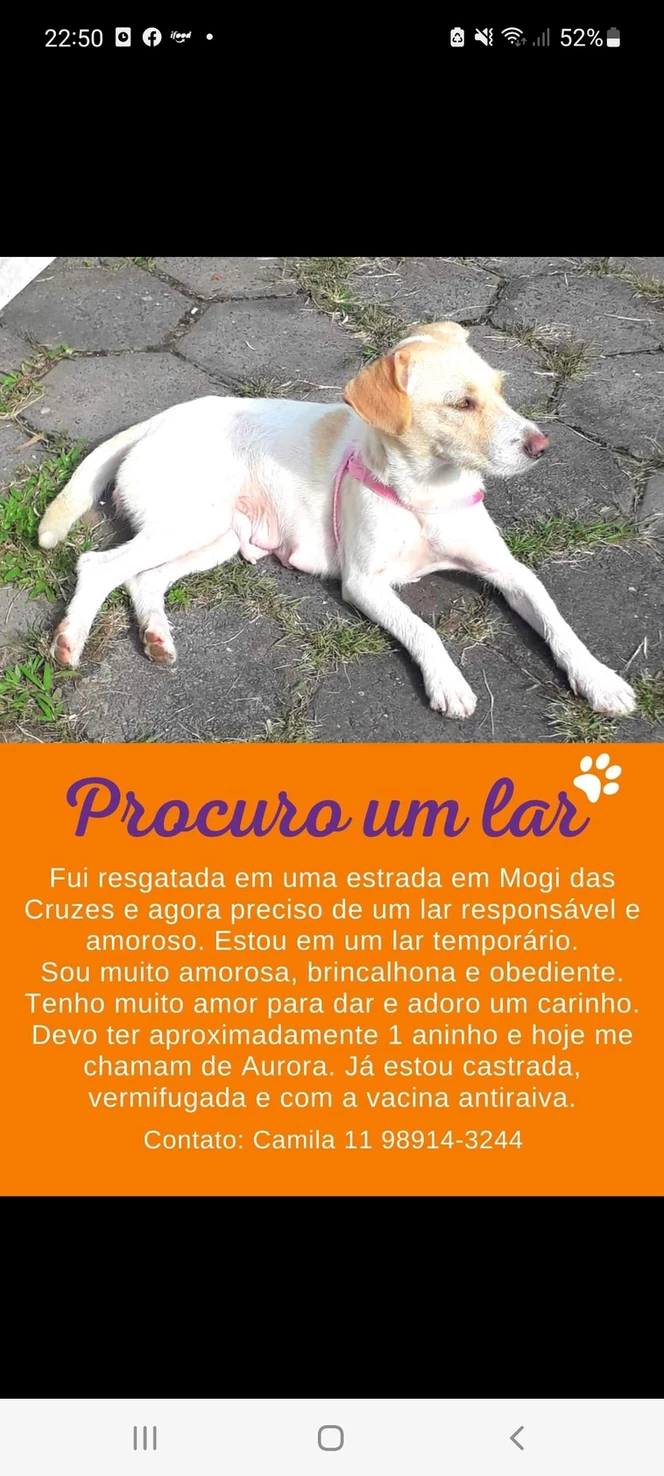 22:50 ifood 52%
Procuro um lar
Fui resgatada em uma estrada em Mogi das
Cruzes e agora preciso de um lar responsável e
amoroso. Estou em um lar temporário.
Sou muito amorosa, brincalhona e obediente.
Tenho muito amor para dar e adoro um carinho.
Devo ter aproximadamente 1 aninho e hoje me
chamam de Aurora. Já estou castrada,
vermifugada e com a vacina antiraiva.
Contato: Camila 11 98914-3244